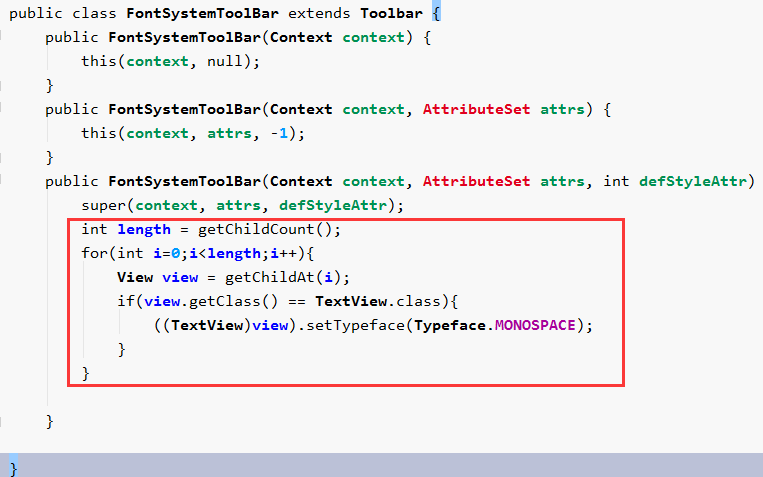 public class FontSystemToolBar extends Toolbar {
    public FontSystemToolBar(Context context) {
        this(context, null);
    }
    public FontSystemToolBar(Context context, AttributeSet attrs) {
        this(context, attrs, -1);
    }
    public FontSystemToolBar(Context context, AttributeSet attrs, int defStyleAttr)
        super(context, attrs, defStyleAttr);
        int length = getChildCount();
        for(int i=0;i<length;i++){
            View view = getChildAt(i);
            if(view.getClass() == TextView.class){
                ((TextView)view).setTypeface(Typeface.MONOSPACE);
            }
        }
    }
}